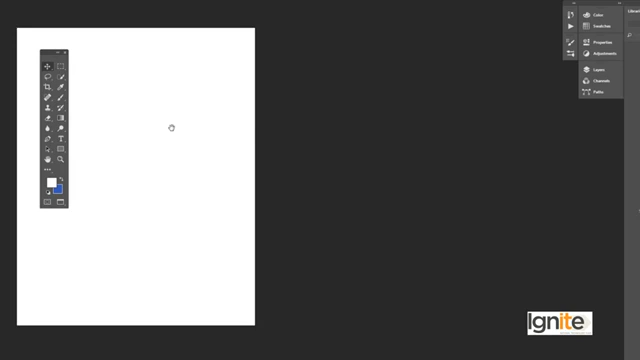 Color
Swatches
Properties
Adjustments
Layers
Channels
Paths
Ignite